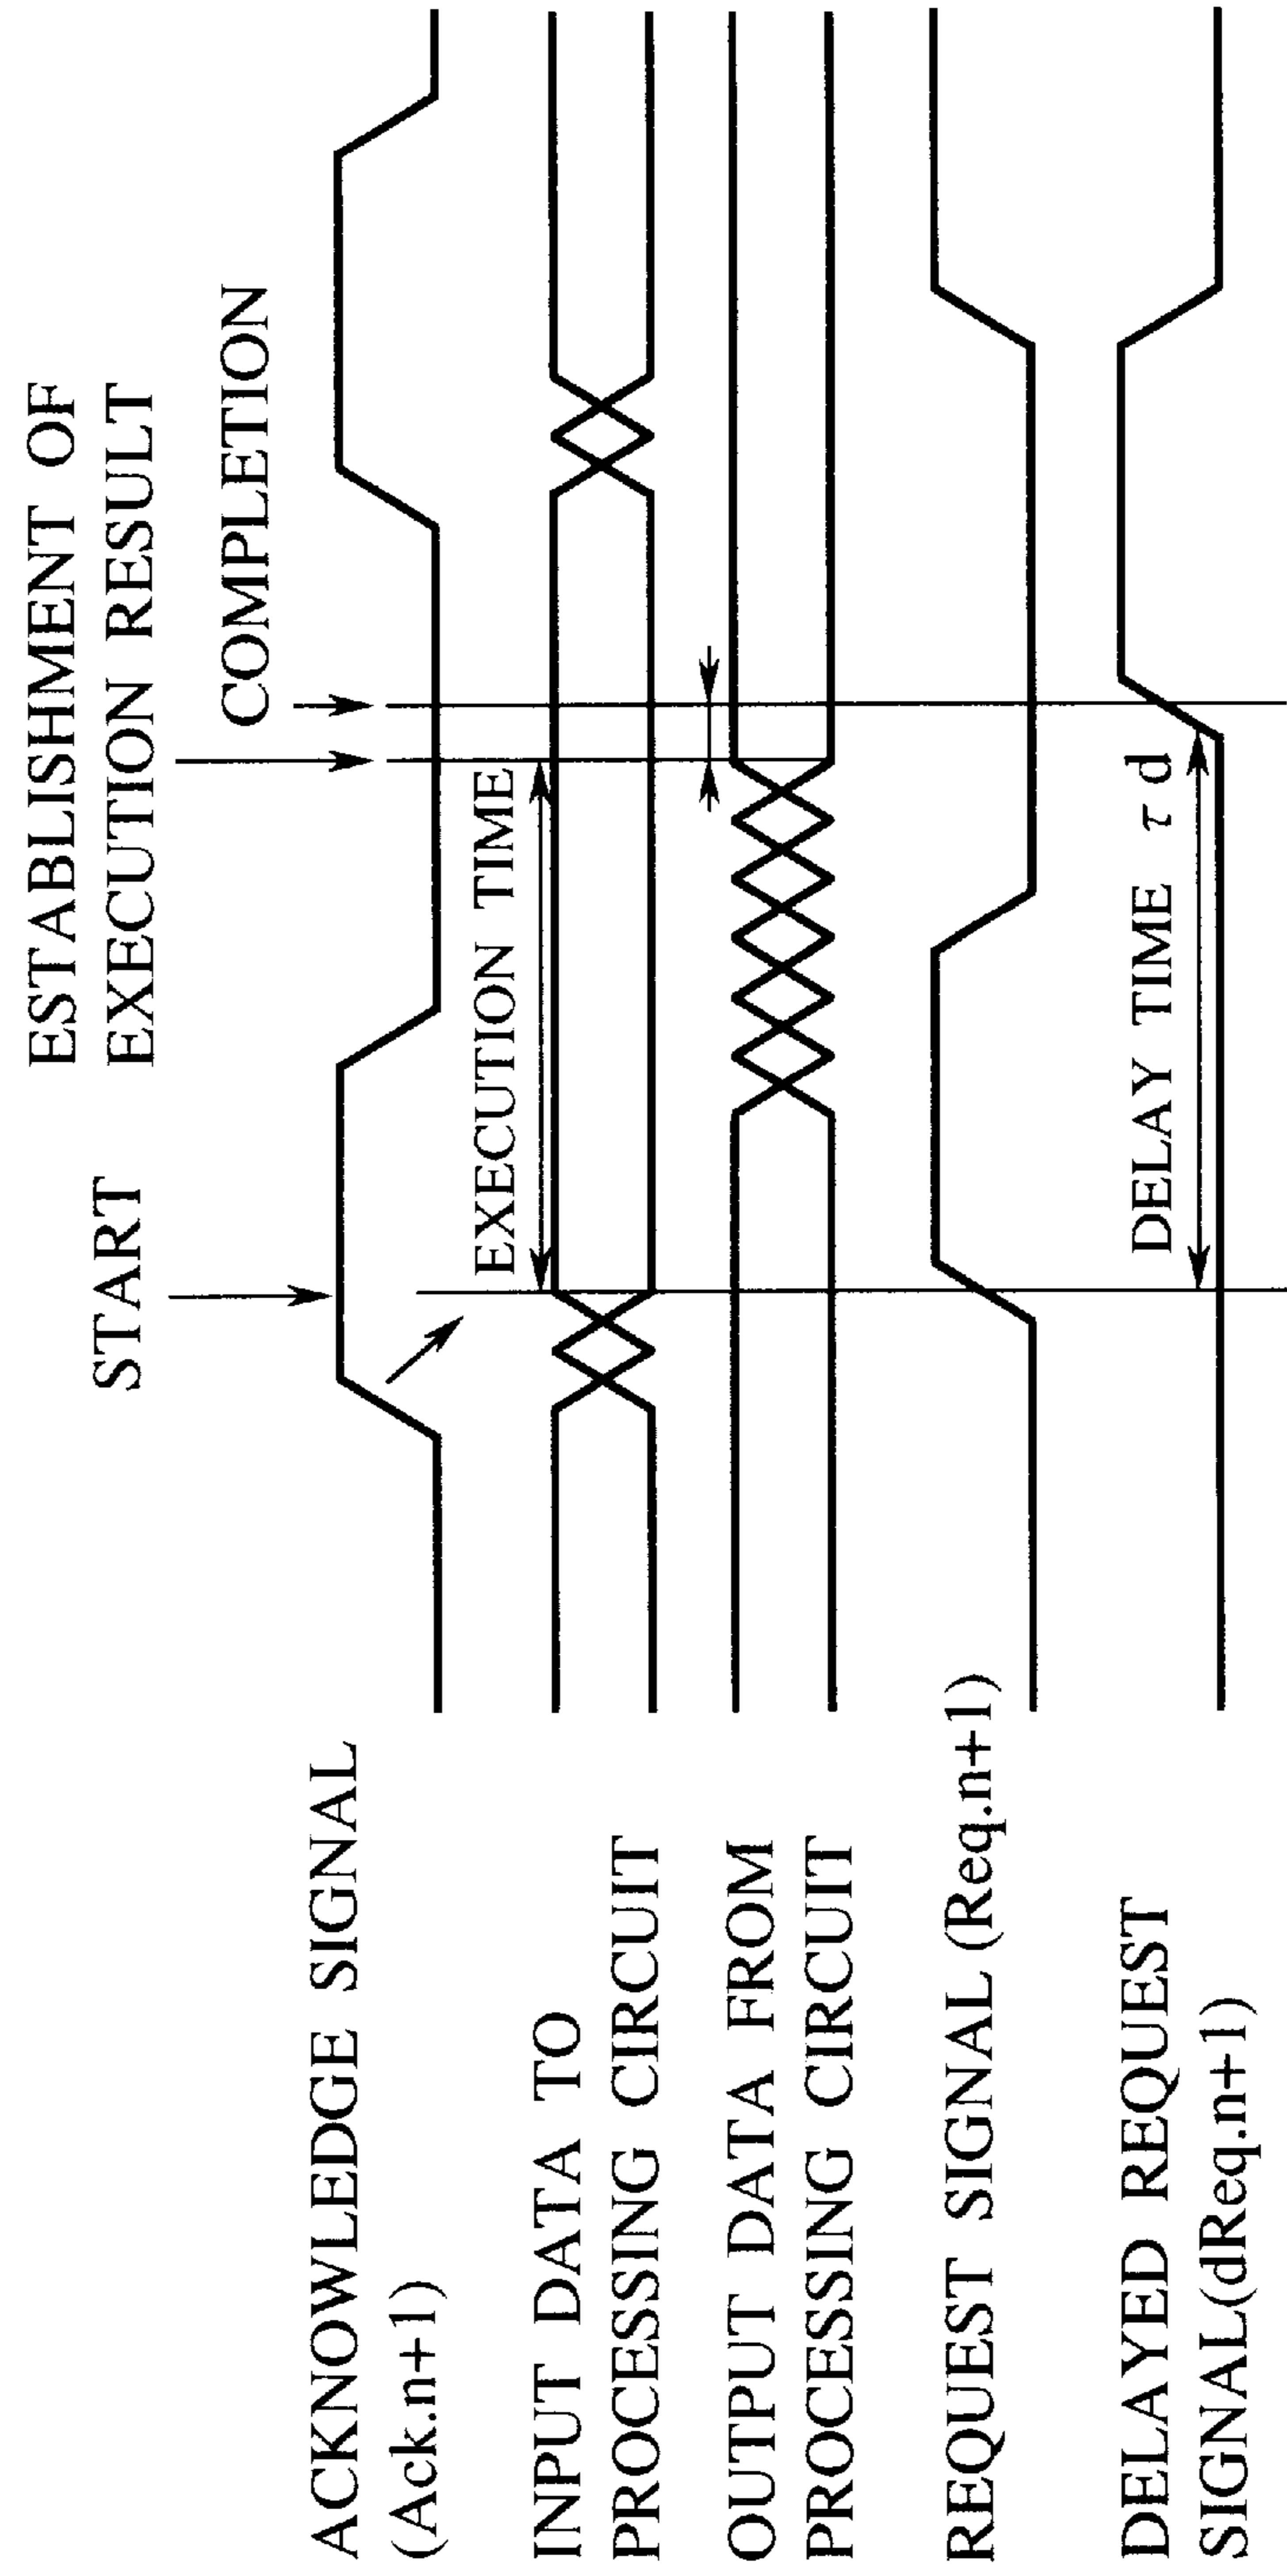 ESTABLISHMENT OF
EXECUTION RESULT
START
COMPLETION
ACKNOWLEDGE SIGNAL
(Ack.n+1)
EXECUTION TIME
INPUT DATA TO
PROCESSING CIRCUIT
OUTPUT DATA FROM
PROCESSING CIRCUIT
REQUEST SIGNAL (Req.n+1)
DELAY TIME τ d
DELAYED REQUEST
SIGNAL(dReq.n+1)